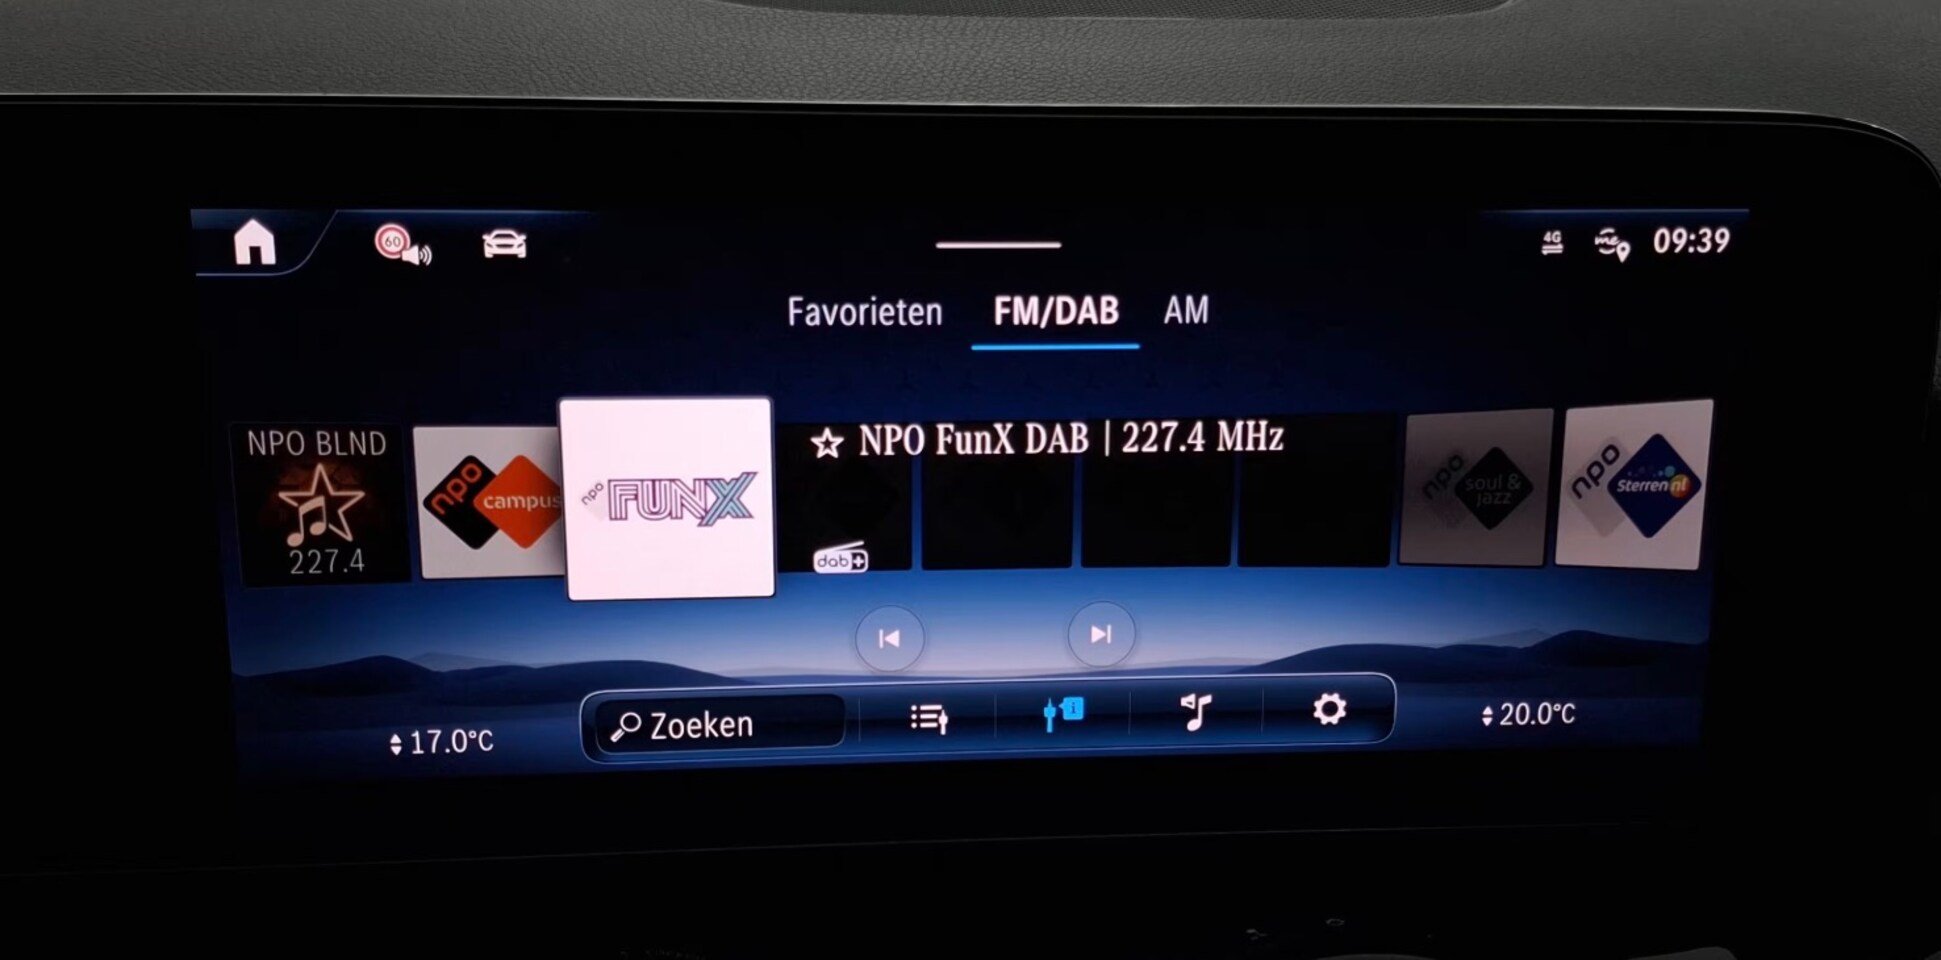 60
4G
me
09:39
Favorieten
FM/DAB
AM
NPO BLND
227.4
npo
campus
npo
FUNX
NPO FunX DAB | 227.4 MHz
dab+
npo
soul &
jazz
npo
Sterren nl
17.0°C
Zoeken
i
20.0°C